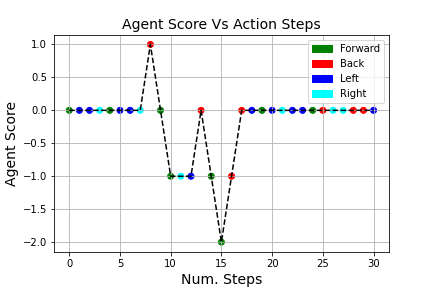 Agent Score Vs Action Steps
Agent Score
1.0
0.5
0.0
−0.5
−1.0
−1.5
−2.0
Forward
Back
Left
Right
0 5 10 15 20 25 30
Num. Steps